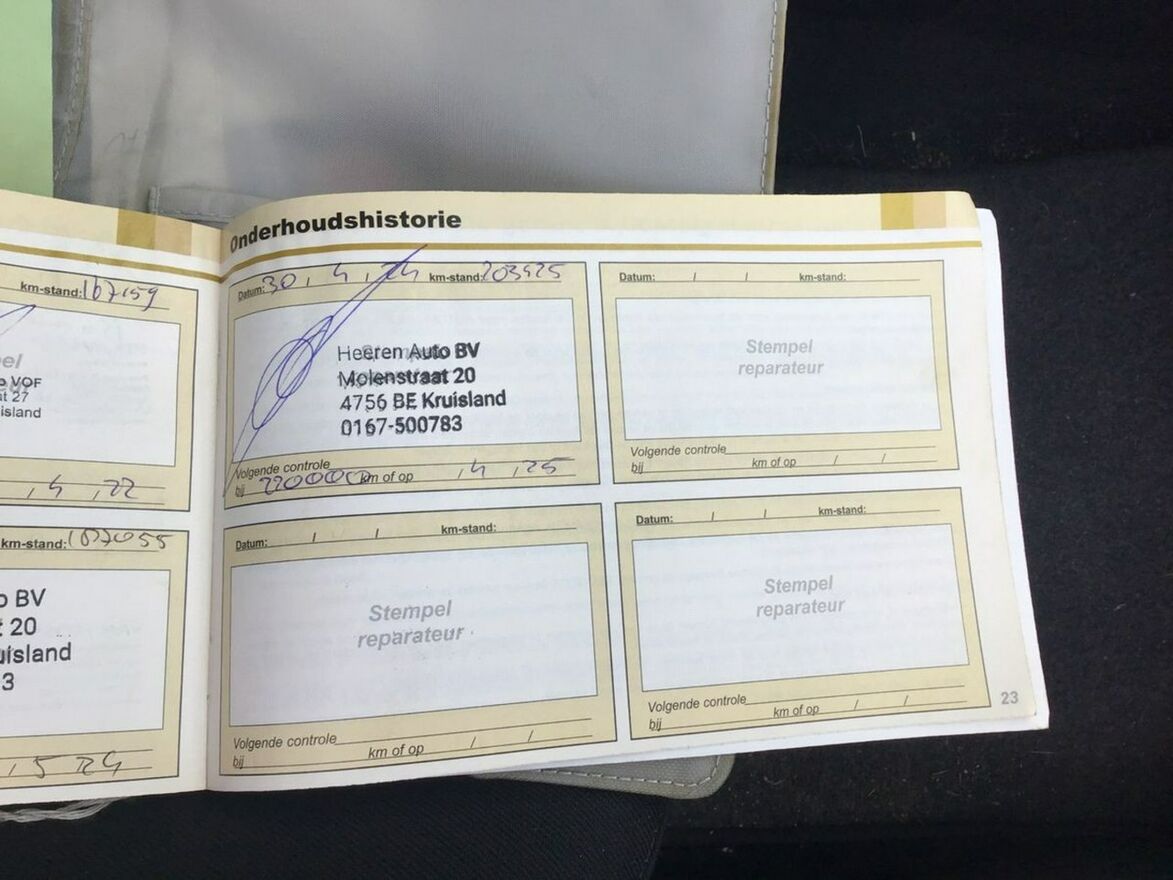 km-stand: 167159
o VOF
at 27
island
, 4 , 22
km-stand:
o BV
t 20
uisland
3
, 5 24
Onderhoudshistorie
Datum: 30 , 4 , 24 km-stand: 203425
Stempel
reparateur
Heeren Auto BV
Molenstraat 20
4756 BE Kruisland
0167-500783
Volgende controle
bij 220000 km of op , 4 , 25
Datum: / / km-stand:
Stempel
reparateur
Volgende controle
bij km of op / /
Datum: / / km-stand:
Stempel
reparateur
Volgende controle
bij km of op / /
Datum: / / km-stand:
Stempel
reparateur
Volgende controle
bij km of op / /
23